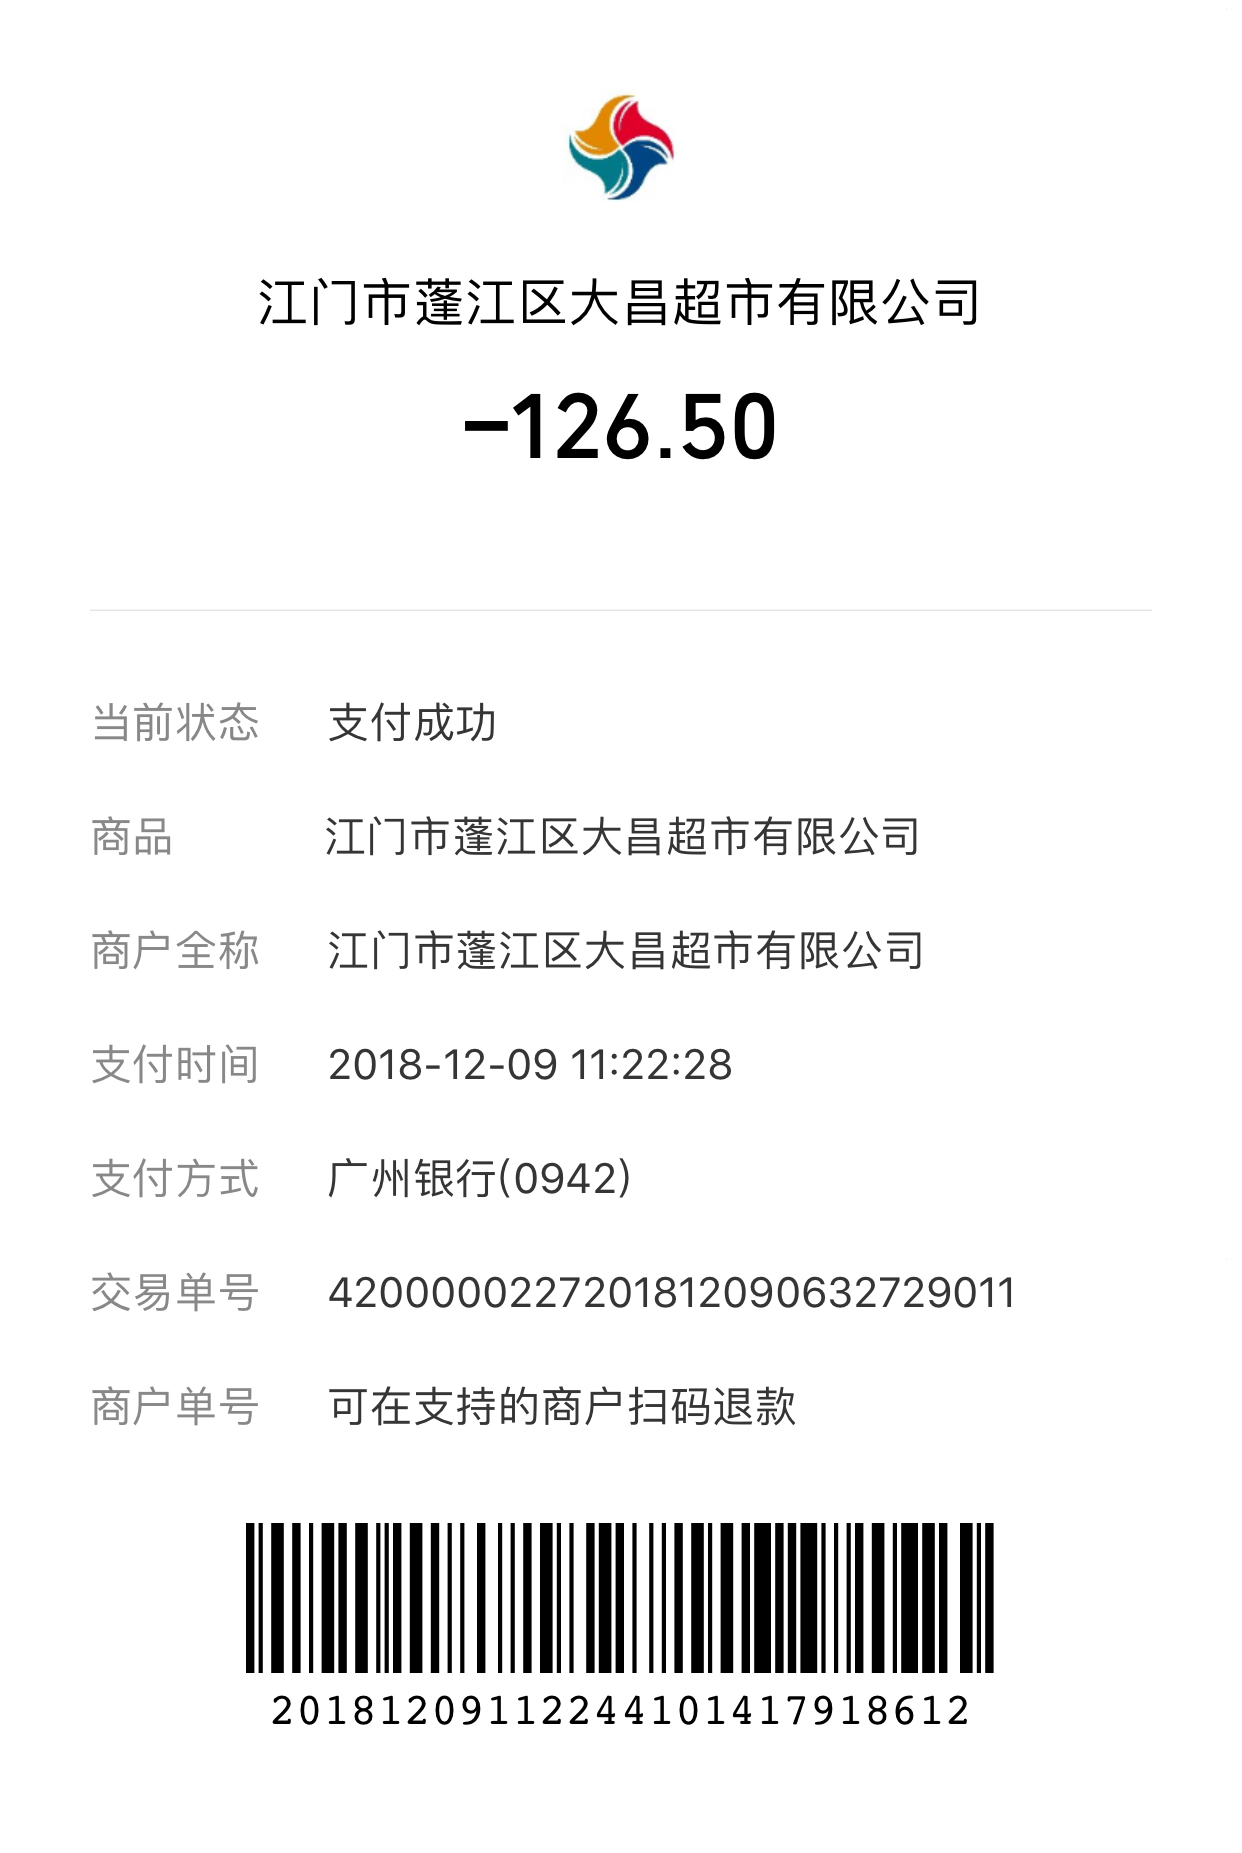 江门市蓬江区大昌超市有限公司
-126.50
当前状态 支付成功
商品 江门市蓬江区大昌超市有限公司
商户全称 江门市蓬江区大昌超市有限公司
支付时间 2018-12-09 11:22:28
支付方式 广州银行(0942)
交易单号 4200000227201812090632729011
商户单号 可在支持的商户扫码退款
20181209112244101417918612